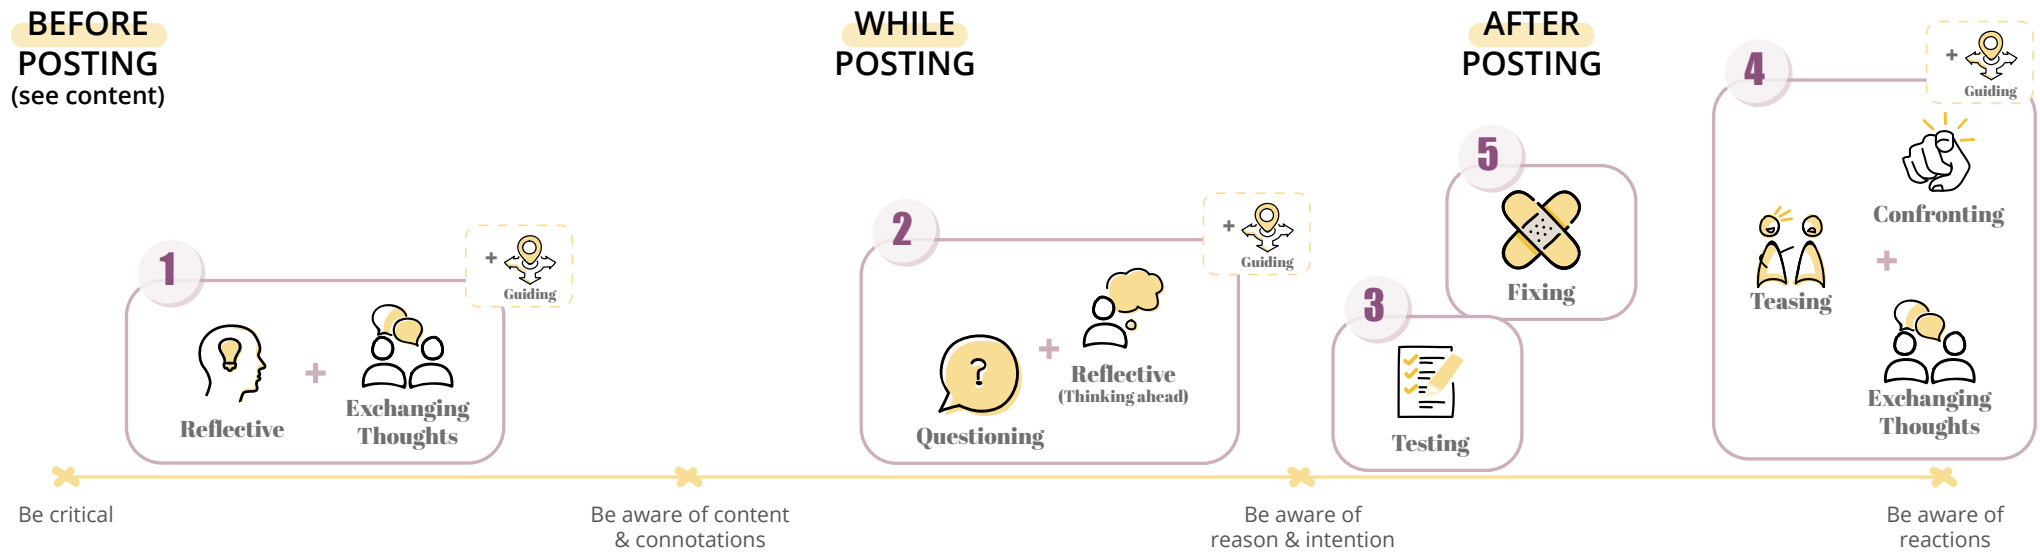 BEFORE
POSTING
(see content)
WHILE
POSTING
AFTER
POSTING
1
+
Guiding
Reflective
+
Exchanging
Thoughts
2
+
Guiding
?
Questioning
+
Reflective
(Thinking ahead)
3
Testing
5
Fixing
4
+
Guiding
Confronting
Teasing
+
Exchanging
Thoughts
Be critical
Be aware of content
& connotations
Be aware of
reason & intention
Be aware of
reactions